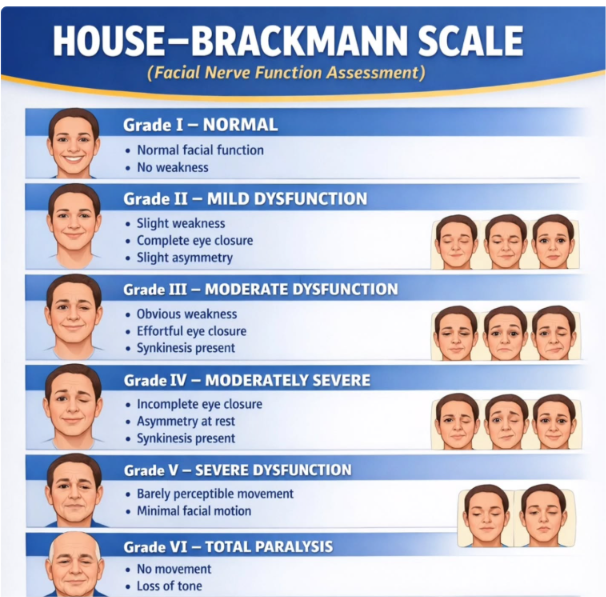 HOUSE–BRACKMANN SCALE
(Facial Nerve Function Assessment)
Grade I – NORMAL
• Normal facial function
• No weakness
Grade II – MILD DYSFUNCTION
• Slight weakness
• Complete eye closure
• Slight asymmetry
Grade III – MODERATE DYSFUNCTION
• Obvious weakness
• Effortful eye closure
• Synkinesis present
Grade IV – MODERATELY SEVERE
• Incomplete eye closure
• Asymmetry at rest
• Synkinesis present
Grade V – SEVERE DYSFUNCTION
• Barely perceptible movement
• Minimal facial motion
Grade VI – TOTAL PARALYSIS
• No movement
• Loss of tone